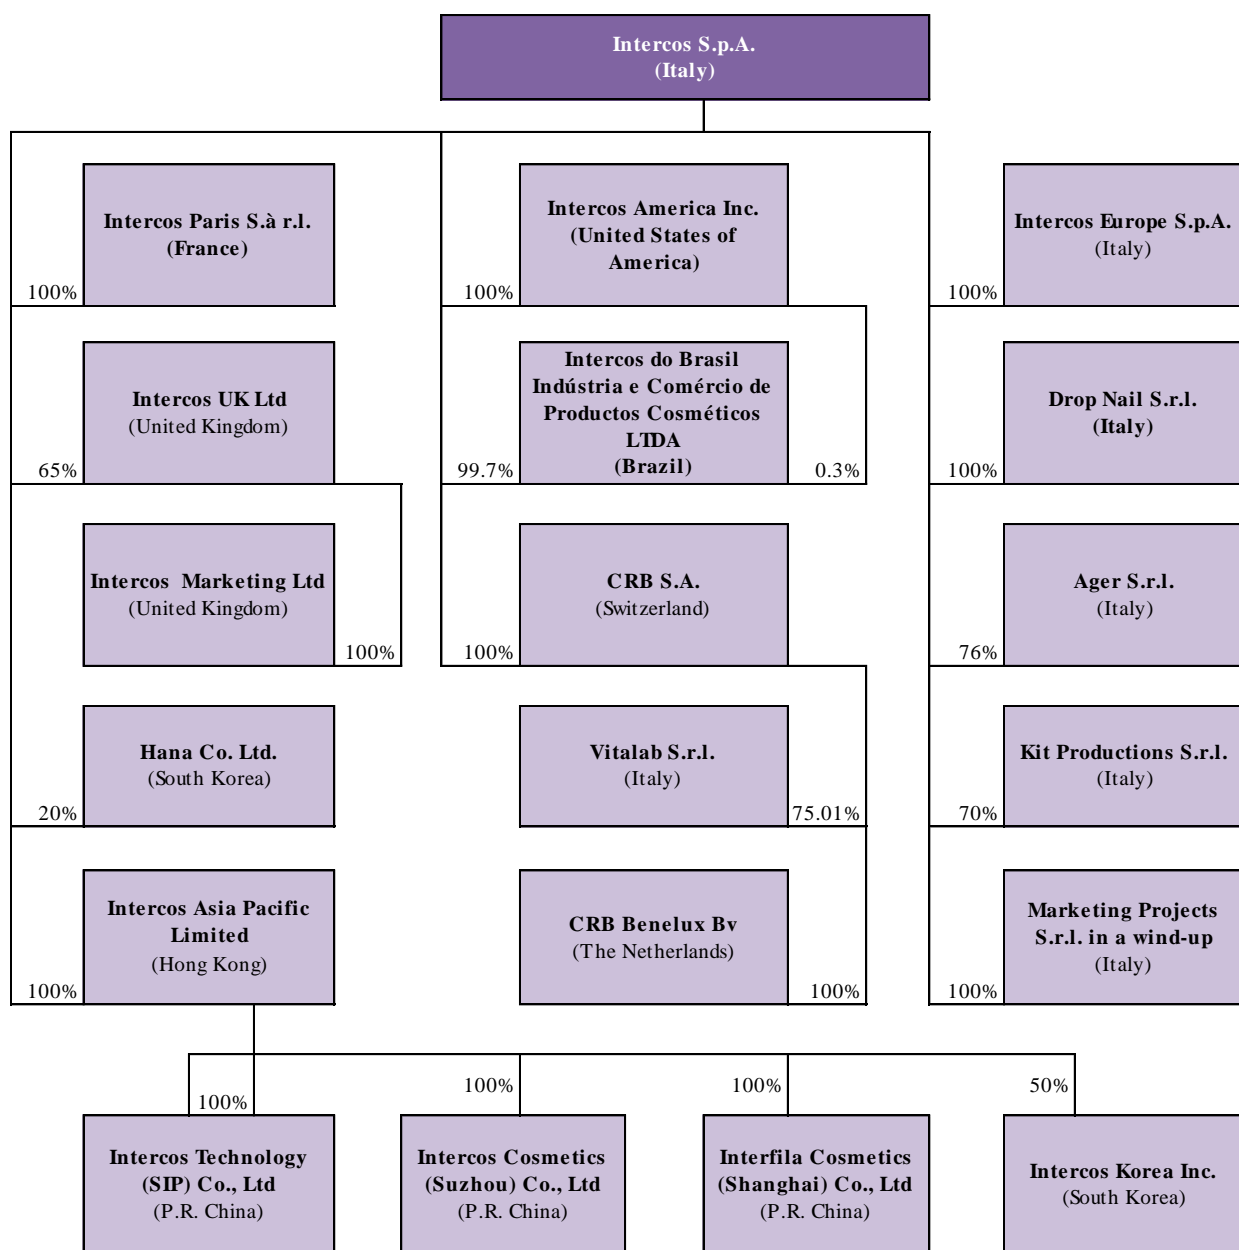 Intercos S.p.A.
(Italy)
Intercos Paris S.à r.l.
(France)
Intercos America Inc.
(United States of
America)
Intercos Europe S.p.A.
(Italy)
100%
100%
100%
Intercos UK Ltd
(United Kingdom)
Intercos do Brasil
Indústria e Comércio de
Productos Cosméticos
LTDA
(Brazil)
Drop Nail S.r.l.
(Italy)
65%
99.7%
0.3%
100%
Intercos Marketing Ltd
(United Kingdom)
CRB S.A.
(Switzerland)
Ager S.r.l.
(Italy)
100%
100%
76%
Hana Co. Ltd.
(South Korea)
Vitalab S.r.l.
(Italy)
Kit Productions S.r.l.
(Italy)
20%
75.01%
70%
Intercos Asia Pacific
Limited
(Hong Kong)
CRB Benelux Bv
(The Netherlands)
Marketing Projects
S.r.l. in a wind-up
(Italy)
100%
100%
100%
100%
100%
100%
50%
Intercos Technology
(SIP) Co., Ltd
(P.R. China)
Intercos Cosmetics
(Suzhou) Co., Ltd
(P.R. China)
Interfila Cosmetics
(Shanghai) Co., Ltd
(P.R. China)
Intercos Korea Inc.
(South Korea)